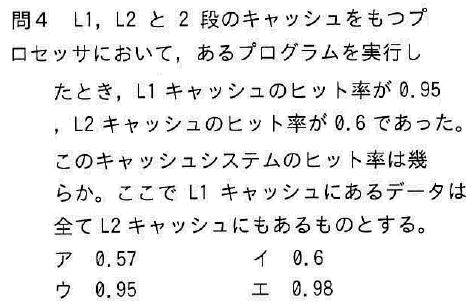 問4 L1, L2 と 2 段のキャッシュをもつプ
ロセッサにおいて，あるプログラムを実行し
たとき，L1 キャッシュのヒット率が 0.95
，L2 キャッシュのヒット率が 0.6 であった。
このキャッシュシステムのヒット率は幾
らか。ここで L1 キャッシュにあるデータは
全て L2 キャッシュにもあるものとする。
ア 0.57 イ 0.6
ウ 0.95 エ 0.98